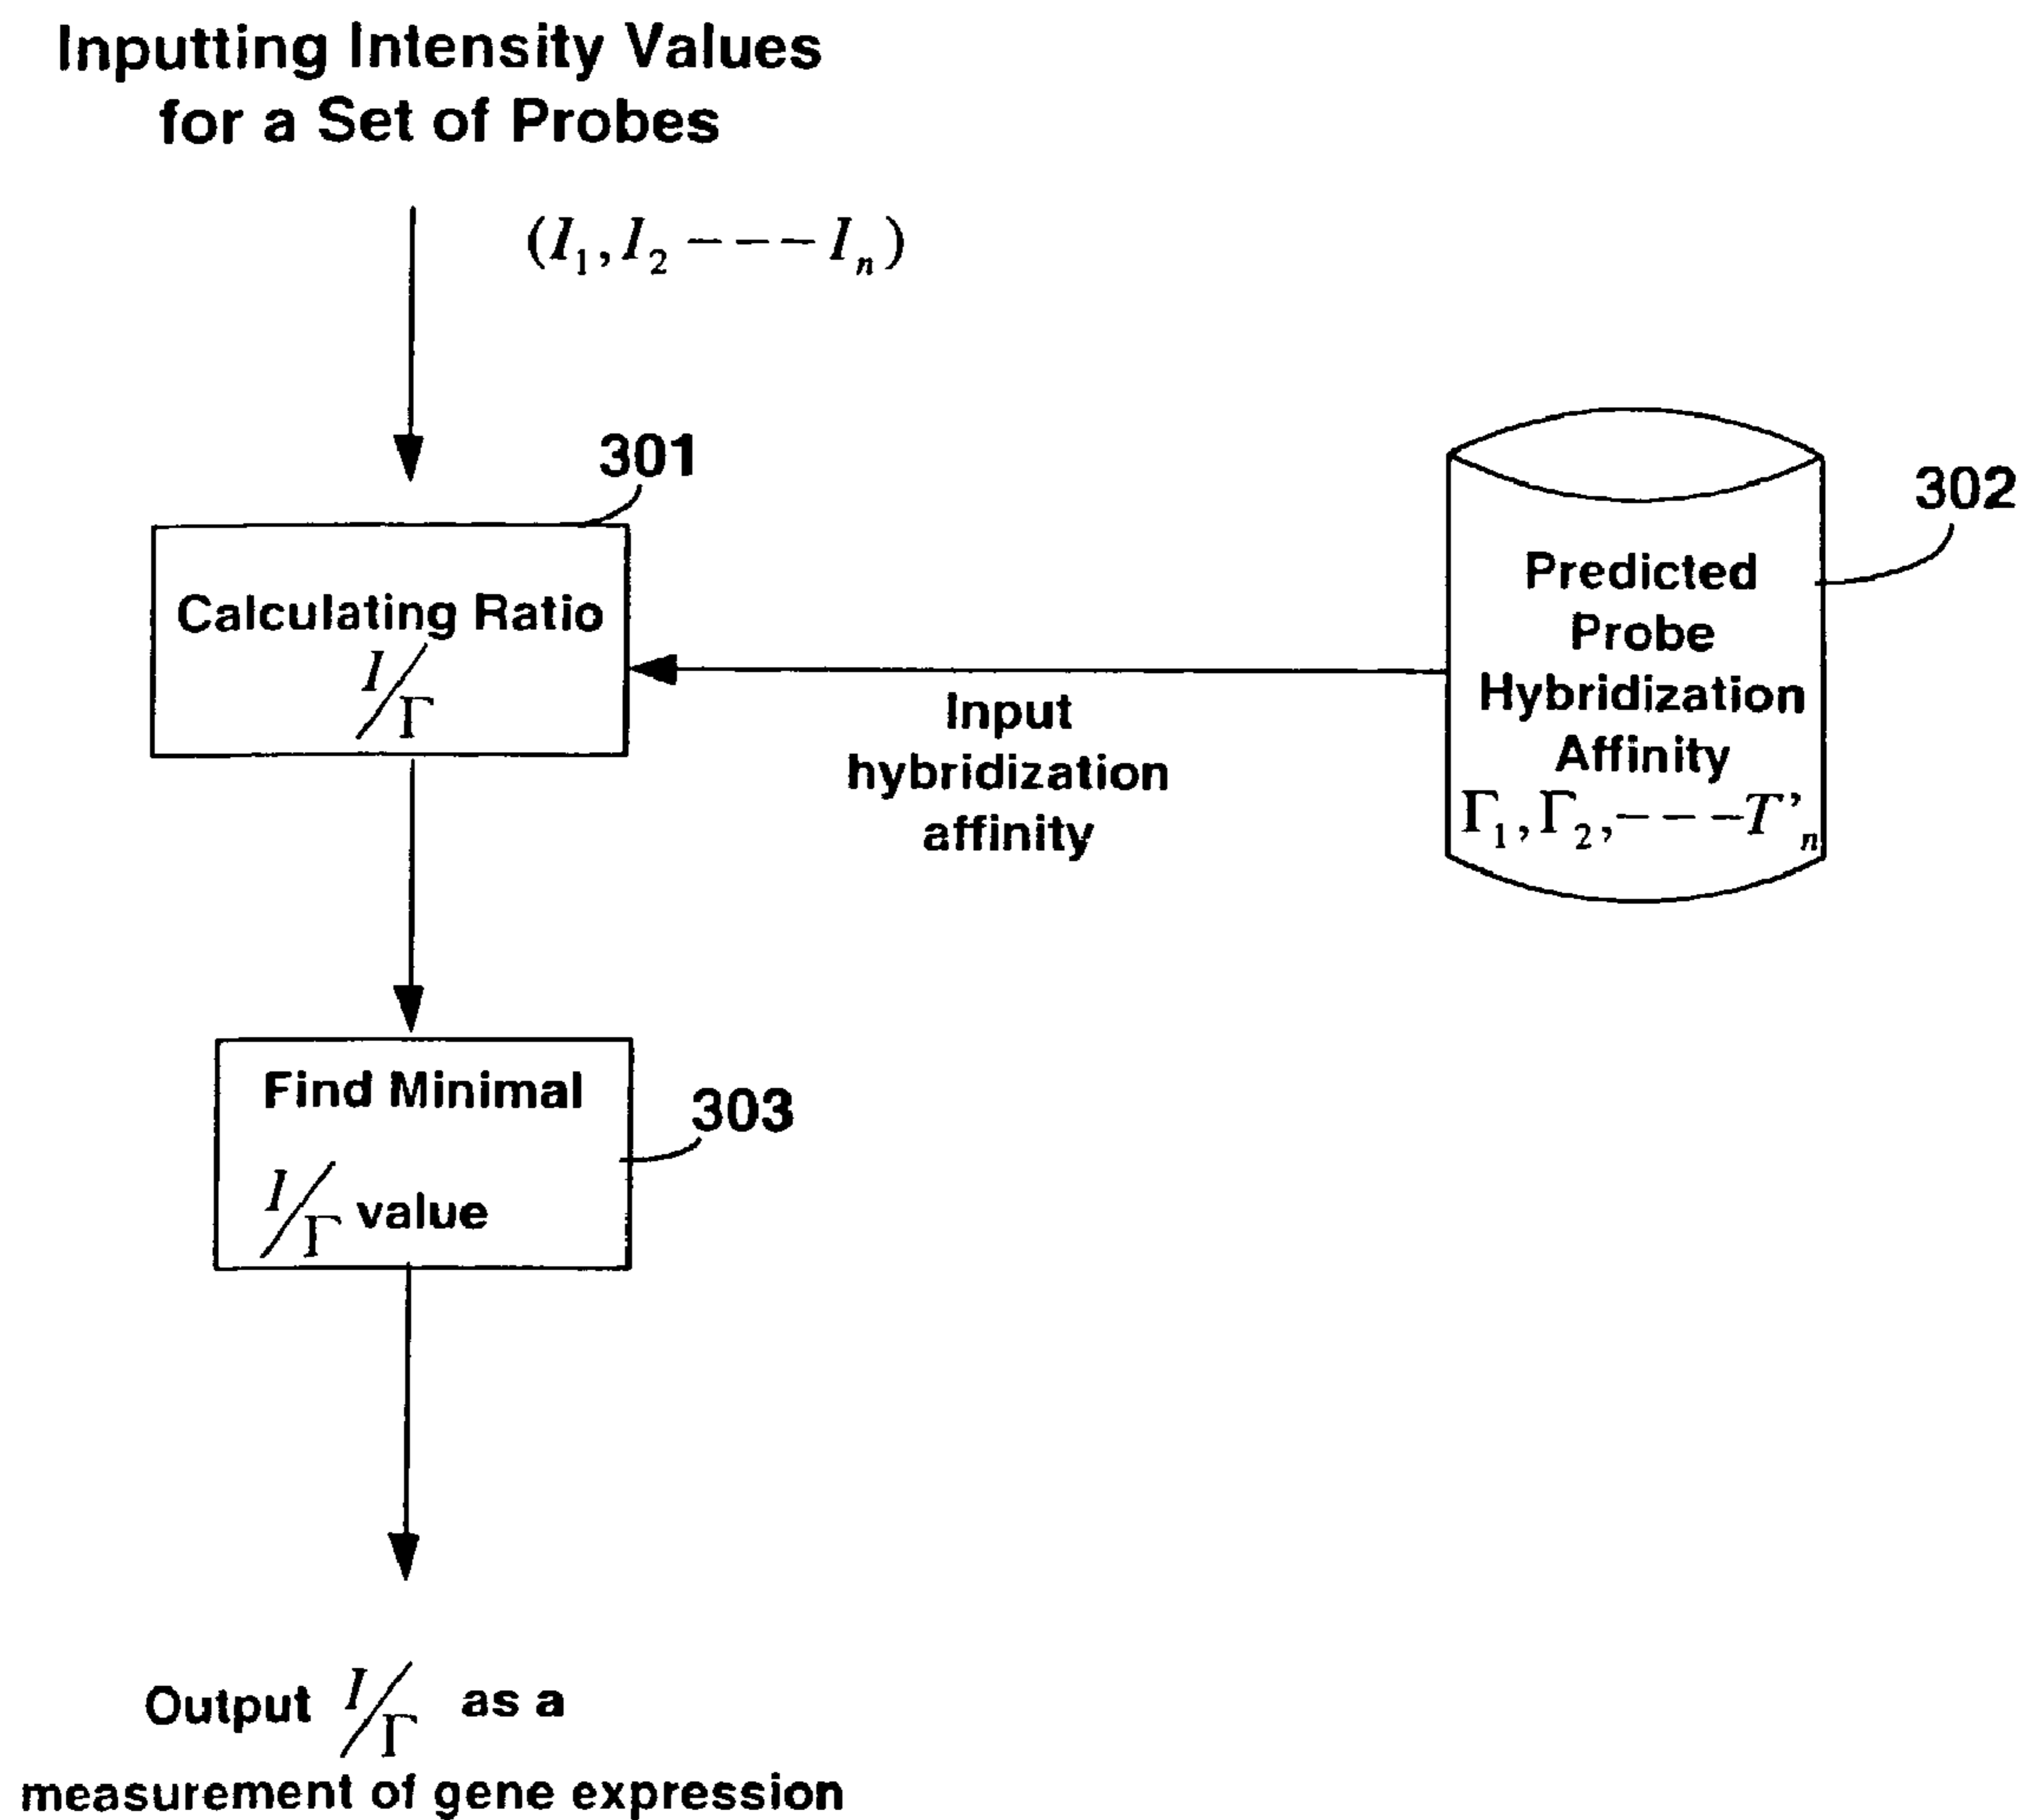 Inputting Intensity Values
for a Set of Probes
(I₁, I₂ – – – Iₙ)
301
Calculating Ratio
I/Γ
302
Predicted
Probe
Hybridization
Affinity
Γ₁, Γ₂, – – – T’ₙ
Input
hybridization
affinity
Find Minimal
I/Γ value
303
Output I/Γ as a
measurement of gene expression